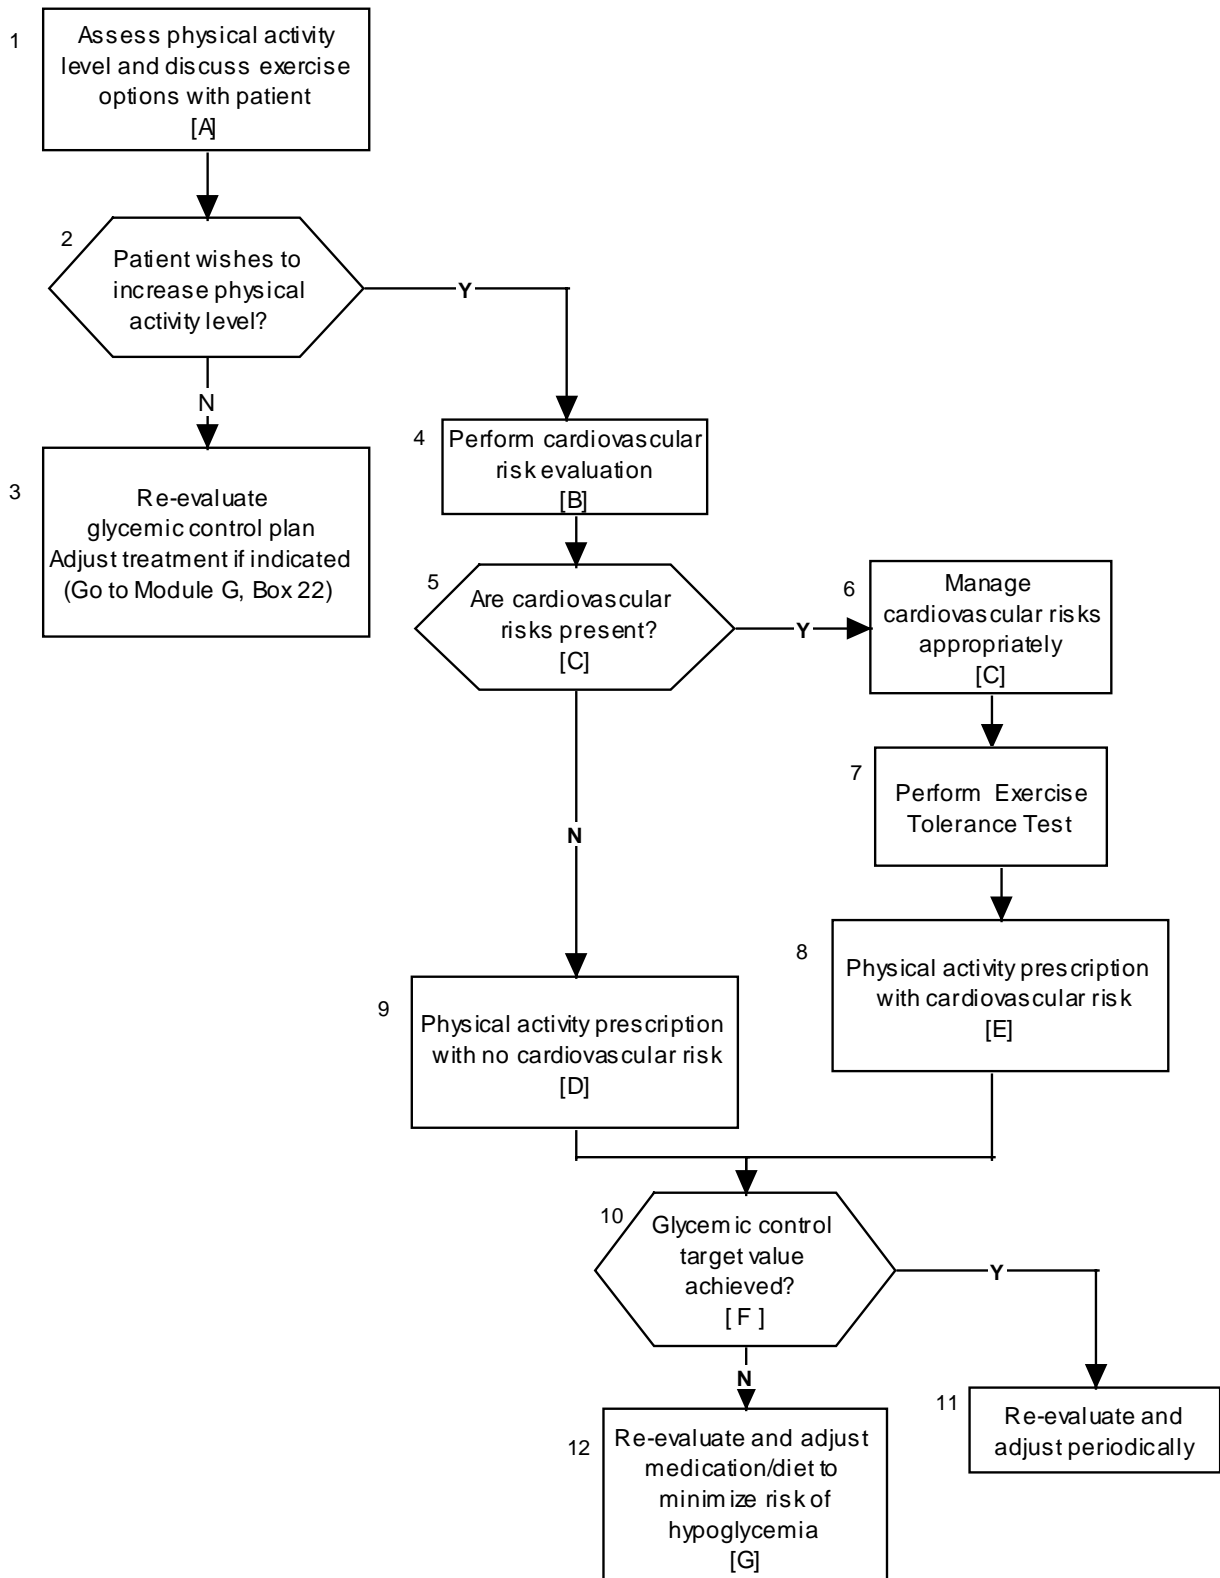 1
Assess physical activity
level and discuss exercise
options with patient
[A]
2
Patient wishes to
increase physical
activity level?
Y
N
3
Re-evaluate
glycemic control plan
Adjust treatment if indicated
(Go to Module G, Box 22)
4
Perform cardiovascular
risk evaluation
[B]
5
Are cardiovascular
risks present?
[C]
Y
6
Manage
cardiovascular risks
appropriately
[C]
7
Perform Exercise
Tolerance Test
N
8
Physical activity prescription
with cardiovascular risk
[E]
9
Physical activity prescription
with no cardiovascular risk
[D]
10
Glycemic control
target value
achieved?
[ F ]
Y
N
11
Re-evaluate and
adjust periodically
12
Re-evaluate and adjust
medication/diet to
minimize risk of
hypoglycemia
[G]